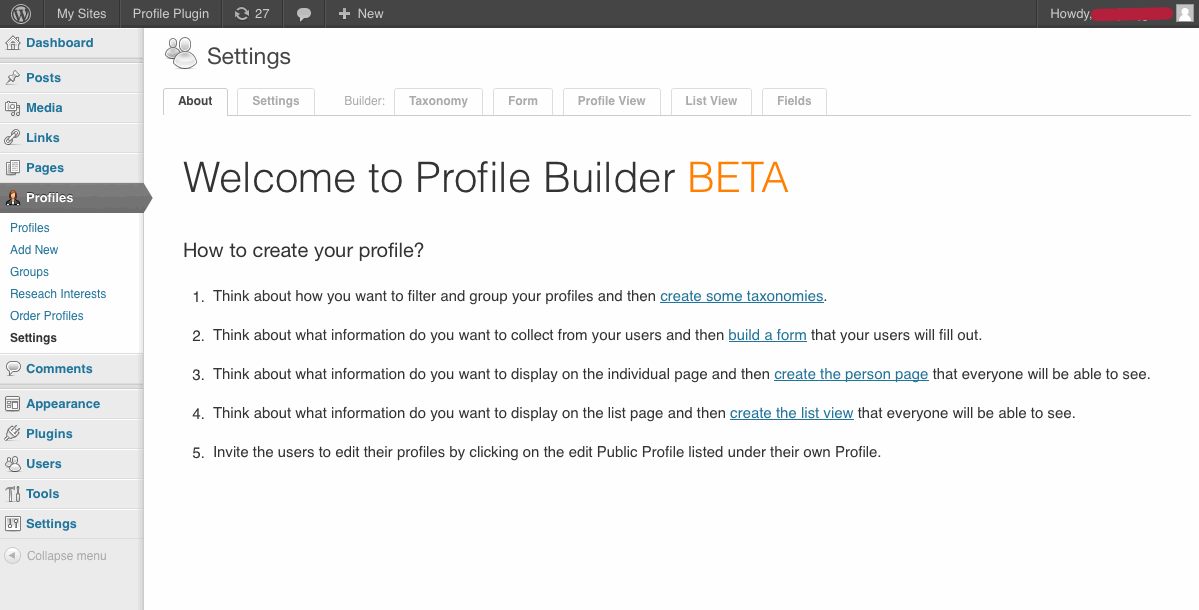 My Sites Profile Plugin 27 New Howdy,
Dashboard
Posts
Media
Links
Pages
Profiles
Profiles
Add New
Groups
Reseach Interests
Order Profiles
Settings
Comments
Appearance
Plugins
Users
Tools
Settings
Collapse menu
Settings
About Settings Builder: Taxonomy Form Profile View List View Fields
Welcome to Profile Builder BETA
How to create your profile?
1. Think about how you want to filter and group your profiles and then create some taxonomies.
2. Think about what information do you want to collect from your users and then build a form that your users will fill out.
3. Think about what information do you want to display on the individual page and then create the person page that everyone will be able to see.
4. Think about what information do you want to display on the list page and then create the list view that everyone will be able to see.
5. Invite the users to edit their profiles by clicking on the edit Public Profile listed under their own Profile.